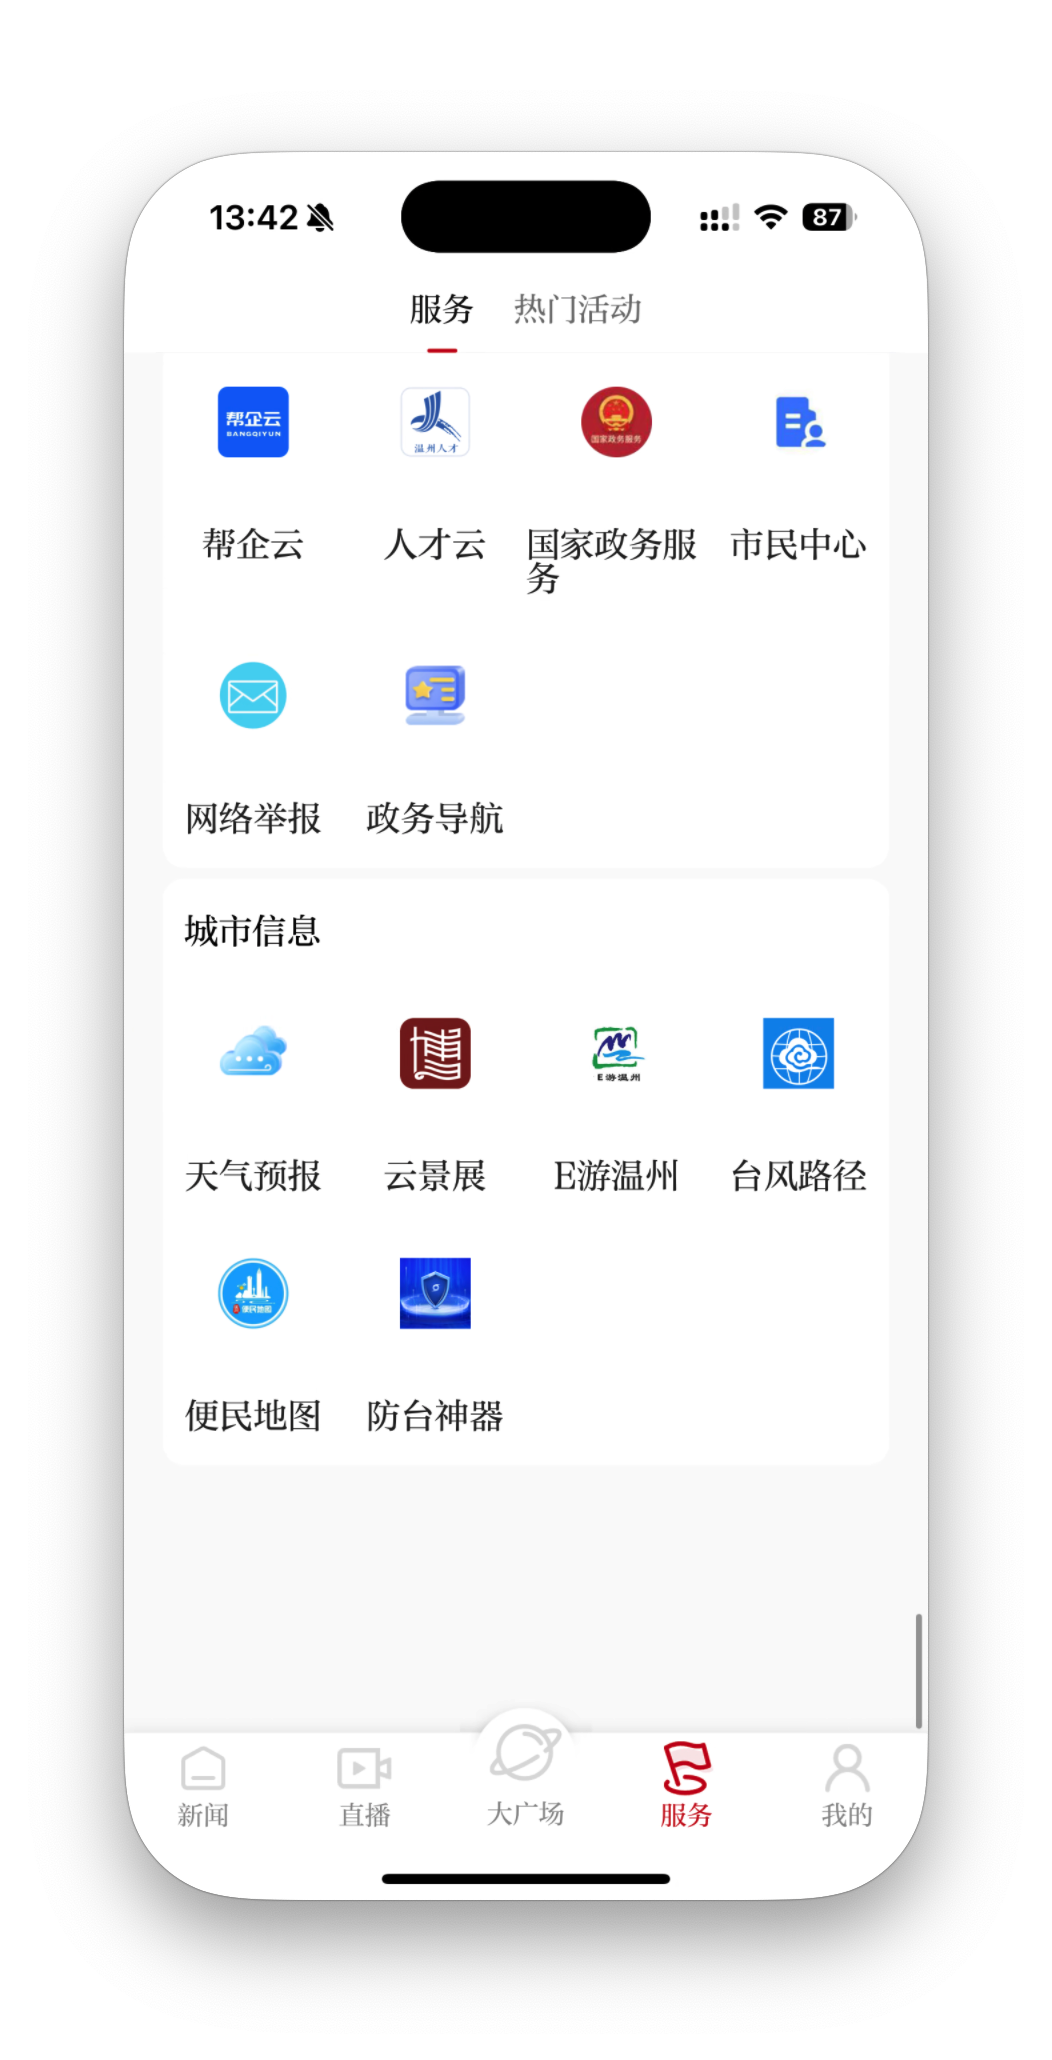 13:42
87
服务 热门活动
帮企云
BANGQIYUN
温州人才
国家政务服务
帮企云 人才云 国家政务服务 市民中心
网络举报 政务导航
城市信息
博
E游温州
天气预报 云景展 E游温州 台风路径
便民地图
便民地图 防台神器
新闻 直播 大广场 服务 我的